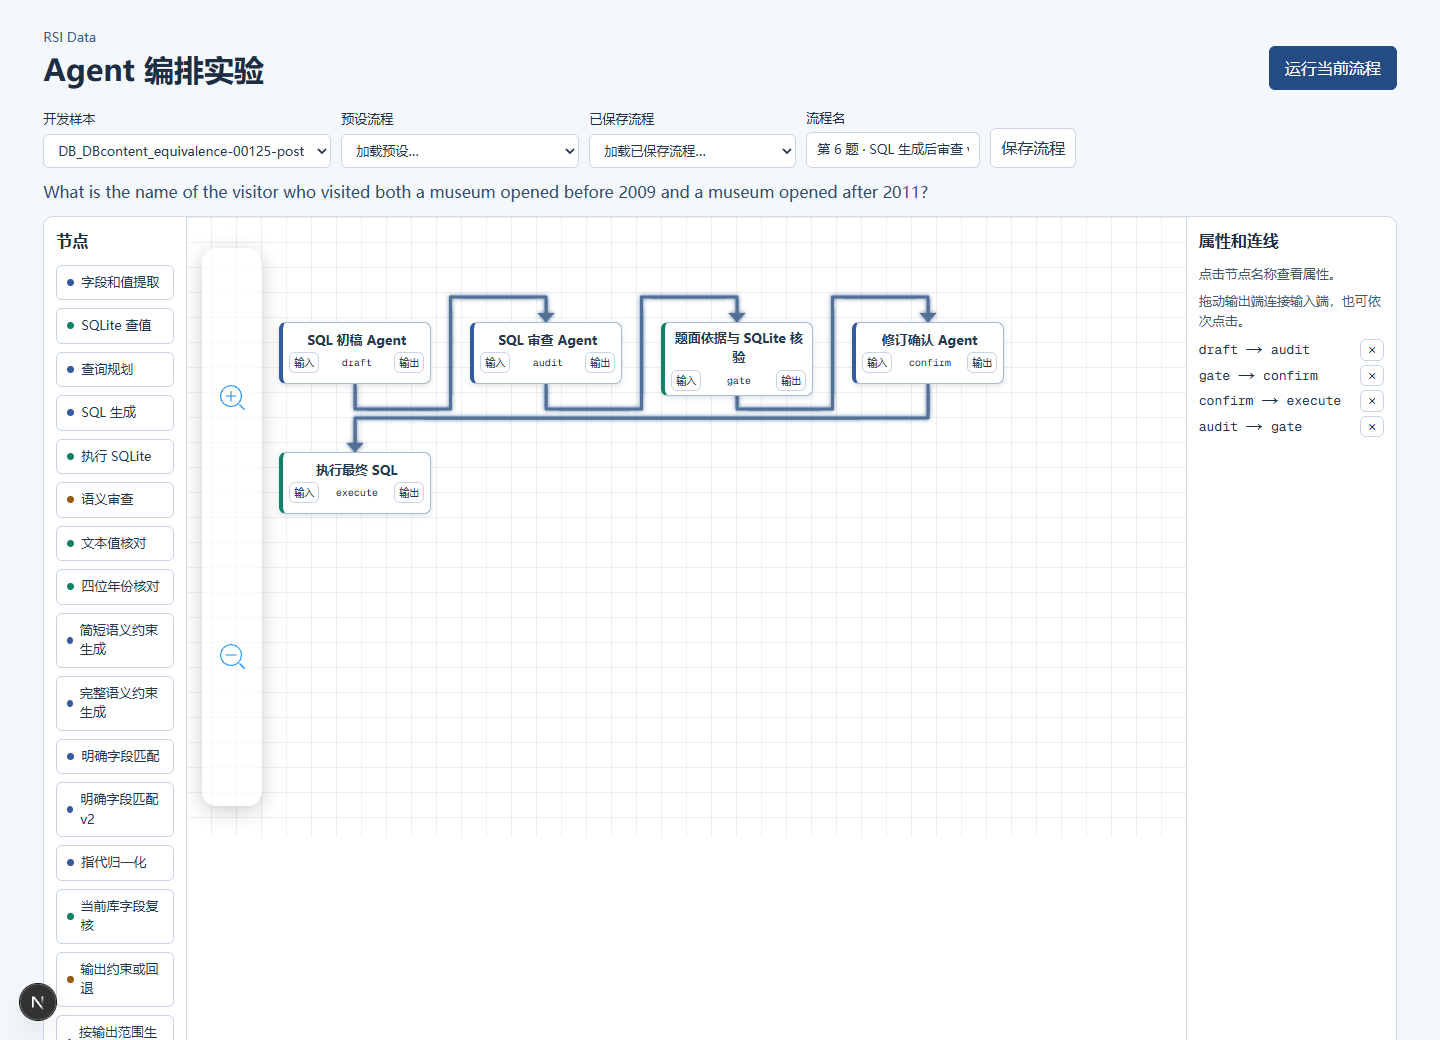 RSI Data
Agent 编排实验
运行当前流程
开发样本
预设流程
已保存流程
流程名
DB_DBcontent_equivalence-00125-post
加载预设...
加载已保存流程...
第 6 题 · SQL 生成后审查
保存流程
What is the name of the visitor who visited both a museum opened before 2009 and a museum opened after 2011?
节点
字段和值提取
SQLite 查值
查询规划
SQL 生成
执行 SQLite
语义审查
文本值核对
四位年份核对
简短语义约束
生成
完整语义约束
生成
明确字段匹配
明确字段匹配
v2
指代归一化
当前库字段复
核
输出约束或回
退
按输出范围生
SQL 初稿 Agent
输入
draft
输出
SQL 审查 Agent
输入
audit
输出
题面依据与 SQLite 核
验
输入
gate
输出
修订确认 Agent
输入
confirm
输出
执行最终 SQL
输入
execute
输出
属性和连线
点击节点名称查看属性。
拖动输出端连接输入端，也可依
次点击。
draft → audit ×
gate → confirm ×
confirm → execute ×
audit → gate ×
N